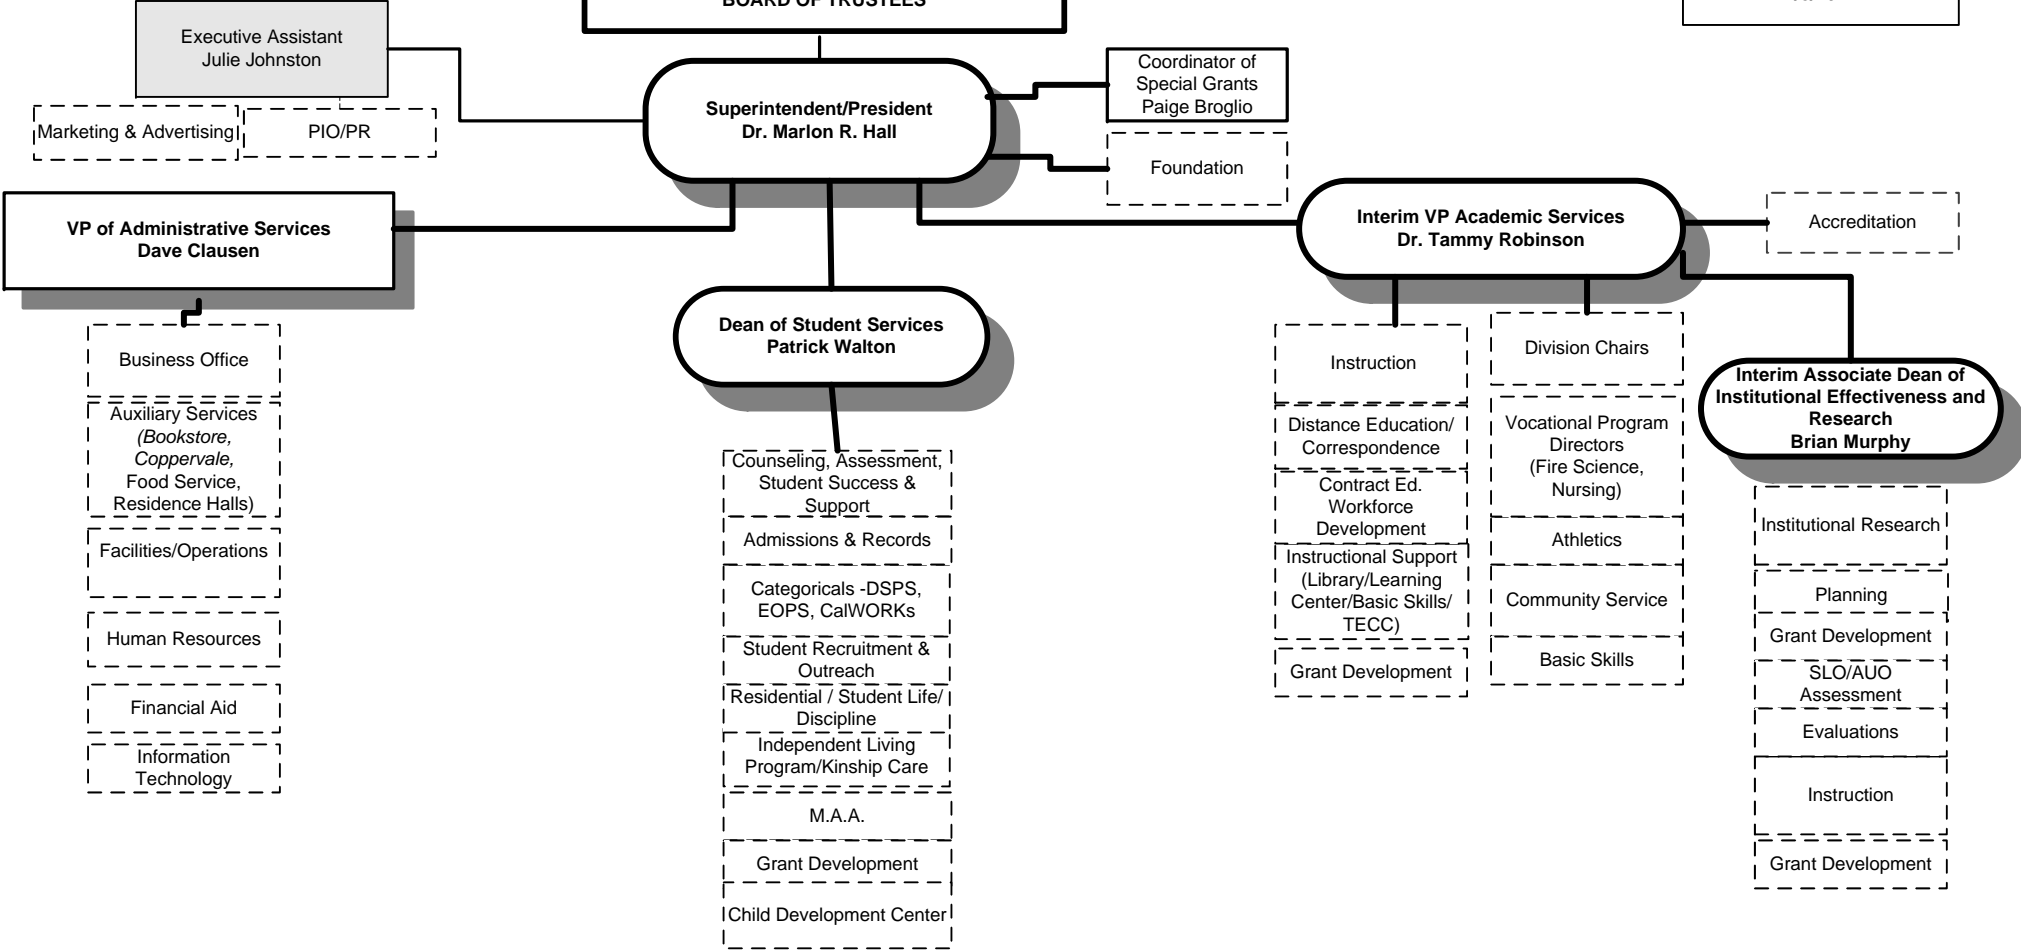 BOARD OF TRUSTEES
Executive Assistant
Julie Johnston
Marketing & Advertising
PIO/PR
Superintendent/President
Dr. Marlon R. Hall
Coordinator of
Special Grants
Paige Broglio
Foundation
VP of Administrative Services
Dave Clausen
Interim VP Academic Services
Dr. Tammy Robinson
Accreditation
Dean of Student Services
Patrick Walton
Interim Associate Dean of
Institutional Effectiveness and
Research
Brian Murphy
Business Office
Auxiliary Services
(Bookstore,
Coppervale,
Food Service,
Residence Halls)
Facilities/Operations
Human Resources
Financial Aid
Information
Technology
Counseling, Assessment,
Student Success &
Support
Admissions & Records
Categoricals -DSPS,
EOPS, CalWORKs
Student Recruitment &
Outreach
Residential / Student Life/
Discipline
Independent Living
Program/Kinship Care
M.A.A.
Grant Development
Child Development Center
Instruction
Distance Education/
Correspondence
Contract Ed.
Workforce
Development
Instructional Support
(Library/Learning
Center/Basic Skills/
TECC)
Grant Development
Division Chairs
Vocational Program
Directors
(Fire Science,
Nursing)
Athletics
Community Service
Basic Skills
Institutional Research
Planning
Grant Development
SLO/AUO
Assessment
Evaluations
Instruction
Grant Development